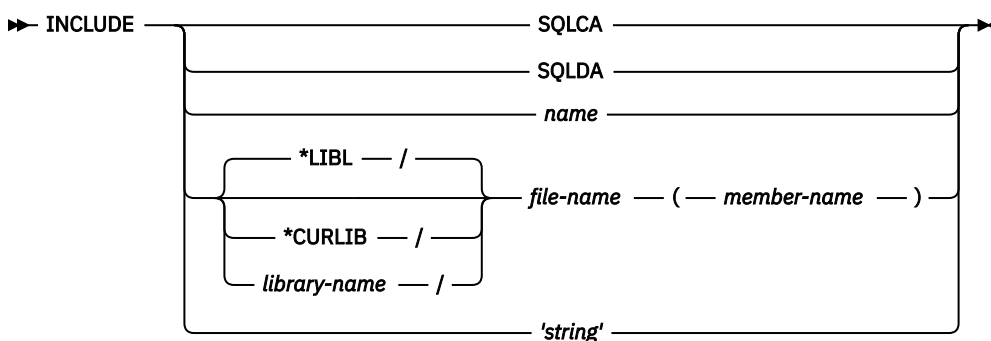 INCLUDE SQLCA
SQLDA
name
*LIBL /
file-name ( member-name )
*CURLIB /
library-name /
'string'